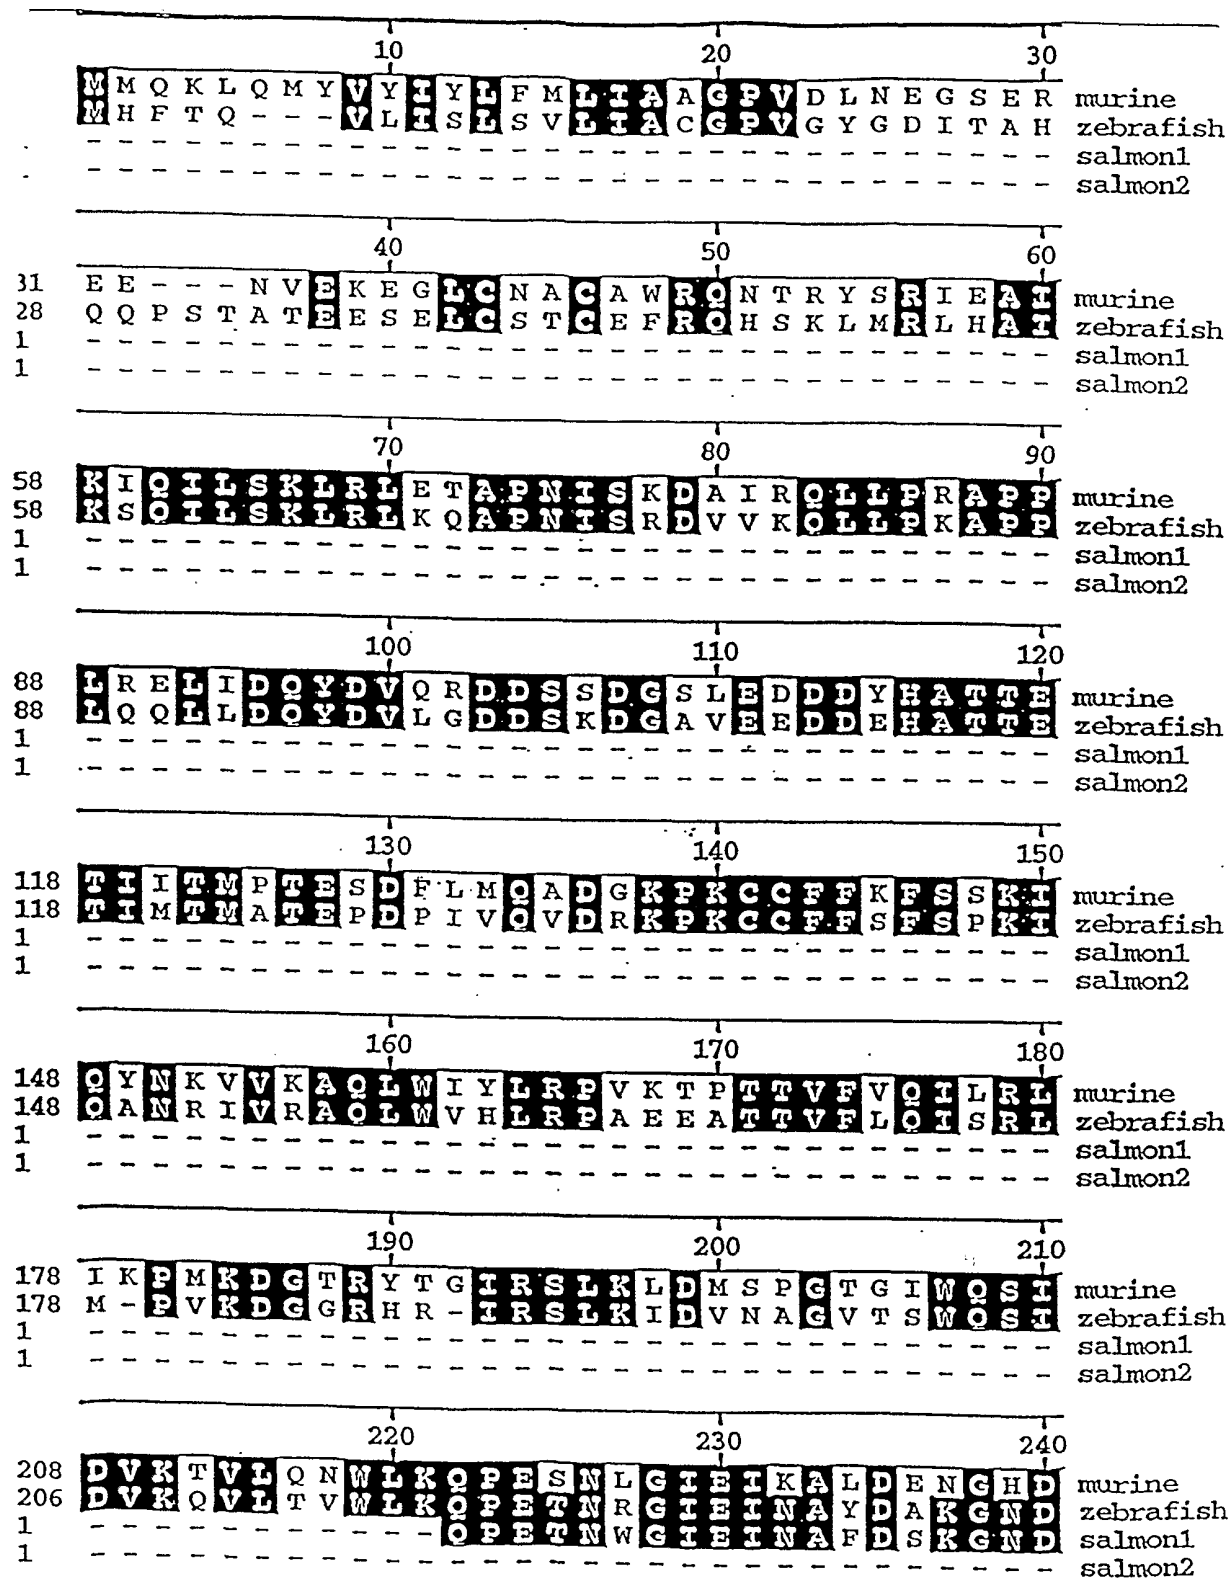 10 20 30
M M Q K L Q M Y V Y I Y L F M L I A A G P V D L N E G S E R murine
M H F T Q - - - V L I S L S V L I A C G P V G Y G D I T A H zebrafish
- - - - - - - - - - - - - - - - - - - - - - - - - - - - - - salmon1
- - - - - - - - - - - - - - - - - - - - - - - - - - - - - - salmon2
40 50 60
31 E E - - - N V E K E G L C N A C A W R Q N T R Y S R I E A I murine
28 Q Q P S T A T E E S E L C S T C E F R Q H S K L M R L H A I zebrafish
1 - - - - - - - - - - - - - - - - - - - - - - - - - - - - - - salmon1
1 - - - - - - - - - - - - - - - - - - - - - - - - - - - - - - salmon2
70 80 90
58 K I Q I L S K L R L E T A P N I S K D A I R Q L L P R A P P murine
58 K S Q I L S K L R L K Q A P N I S R D V V K Q L L P K A P P zebrafish
1 - - - - - - - - - - - - - - - - - - - - - - - - - - - - - - salmon1
1 - - - - - - - - - - - - - - - - - - - - - - - - - - - - - - salmon2
100 110 120
88 L R E L I D Q Y D V Q R D D S S D G S L E D D D Y H A T T E murine
88 L Q Q L L D Q Y D V L G D D S K D G A V E E D D E H A T T E zebrafish
1 - - - - - - - - - - - - - - - - - - - - - - - - - - - - - - salmon1
1 - - - - - - - - - - - - - - - - - - - - - - - - - - - - - - salmon2
130 140 150
118 T I I T M P T E S D F L M Q A D G K P K C C F F K F S S K I murine
118 T I M T M A T E P D P I V Q V D R K P K C C F F S F S P K I zebrafish
1 - - - - - - - - - - - - - - - - - - - - - - - - - - - - - - salmon1
1 - - - - - - - - - - - - - - - - - - - - - - - - - - - - - - salmon2
160 170 180
148 Q Y N K V V K A Q L W I Y L R P V K T P T T V F V Q I L R L murine
148 Q A N R I V R A Q L W V H L R P A E E A T T V F L Q I S R L zebrafish
1 - - - - - - - - - - - - - - - - - - - - - - - - - - - - - - salmon1
1 - - - - - - - - - - - - - - - - - - - - - - - - - - - - - - salmon2
190 200 210
178 I K P M K D G T R Y T G I R S L K L D M S P G T G I W Q S I murine
178 M - P V K D G G R H R - I R S L K I D V N A G V T S W Q S I zebrafish
1 - - - - - - - - - - - - - - - - - - - - - - - - - - - - - - salmon1
1 - - - - - - - - - - - - - - - - - - - - - - - - - - - - - - salmon2
220 230 240
208 D V K T V L Q N W L K Q P E S N L G I E I K A L D E N G H D murine
206 D V K Q V L T V W L K Q P E T N R G I E I N A Y D A K G N D zebrafish
1 - - - - - - - - - - - Q P E T N W G I E I N A F D S K G N D salmon1
1 - - - - - - - - - - - - - - - - - - - - - - - - - - - - - - salmon2